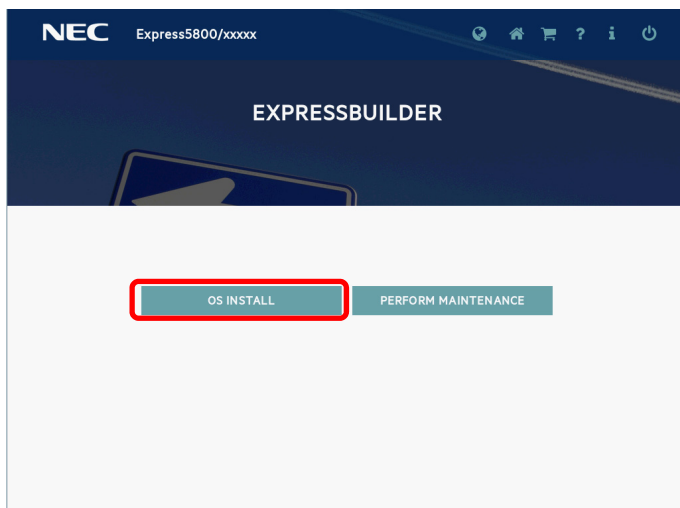 NEC Express5800/xxxxx ? i
EXPRESSBUILDER
OS INSTALL PERFORM MAINTENANCE